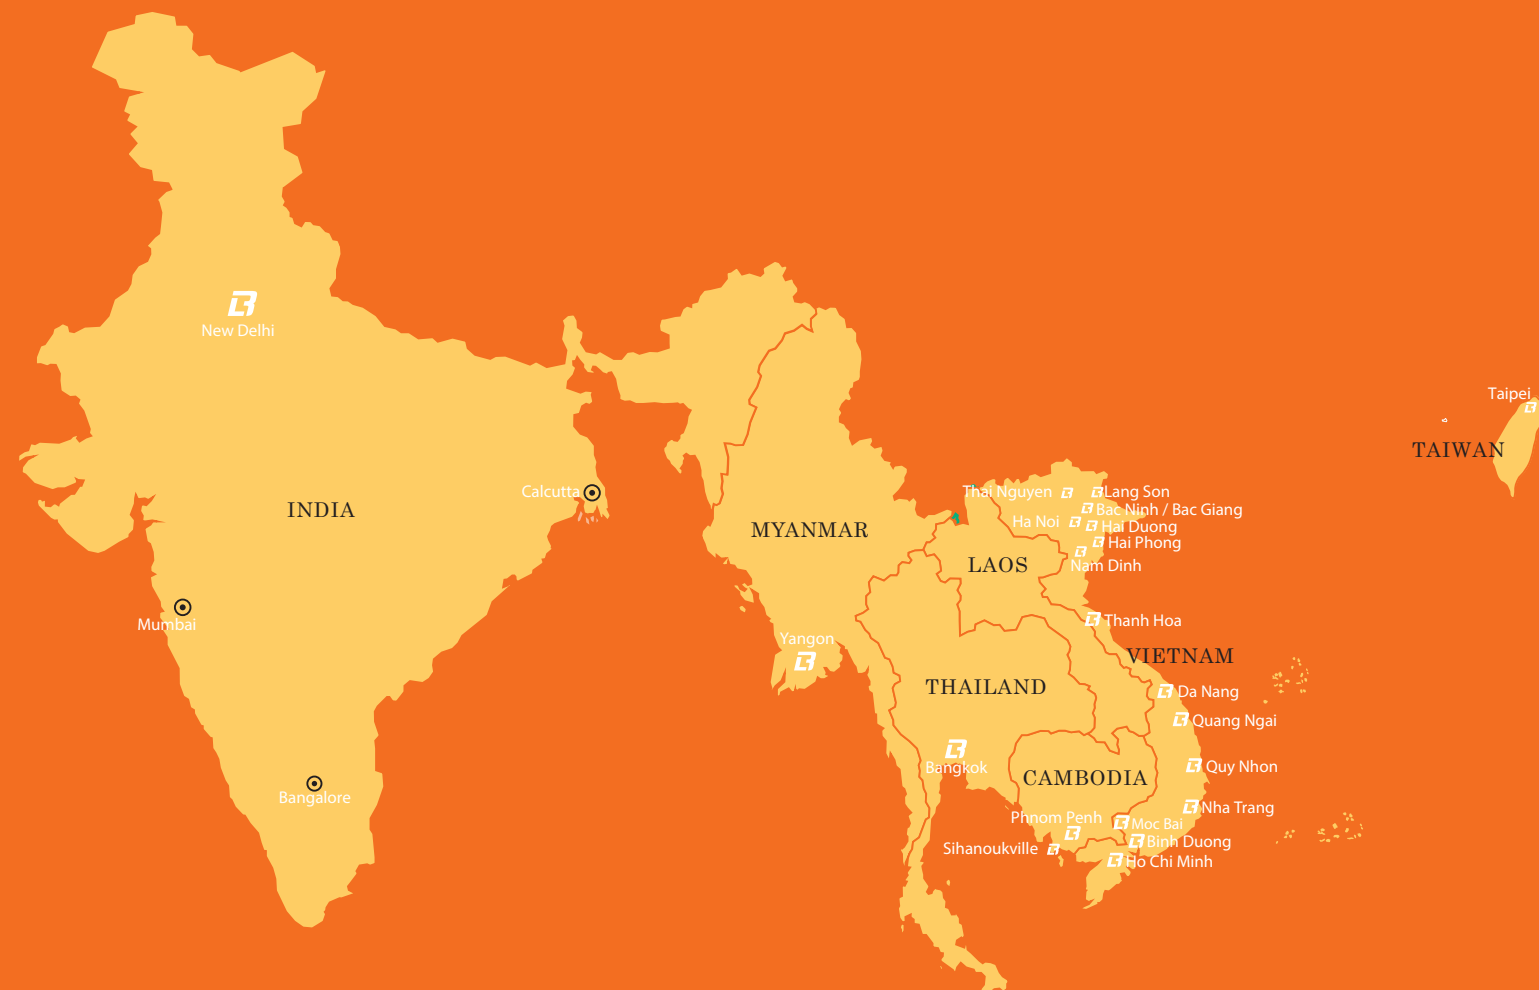 New Delhi
Taipei
TAIWAN
Calcutta
Thai Nguyen
Lang Son
INDIA
Bac Ninh / Bac Giang
MYANMAR
Ha Noi
Hai Duong
Hai Phong
LAOS
Nam Dinh
Mumbai
Thanh Hoa
Yangon
VIETNAM
THAILAND
Da Nang
Quang Ngai
Bangkok
Quy Nhon
CAMBODIA
Bangalore
Nha Trang
Phnom Penh
Moc Bai
Binh Duong
Sihanoukville
Ho Chi Minh